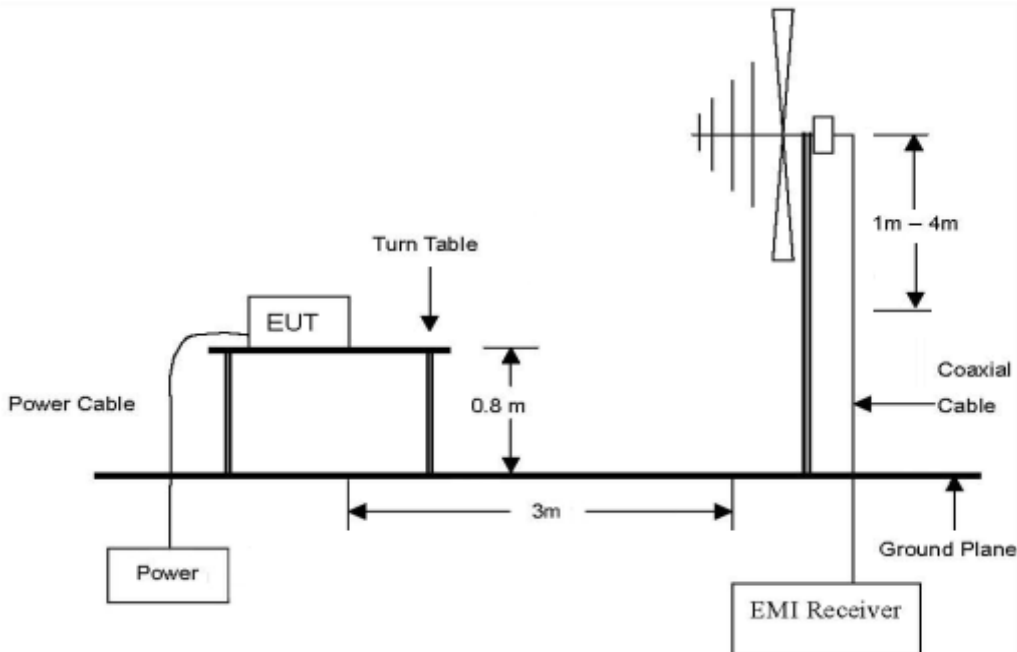 1m – 4m
Turn Table
EUT
Coaxial
Cable
Power Cable
0.8 m
3m
Ground Plane
Power
EMI Receiver